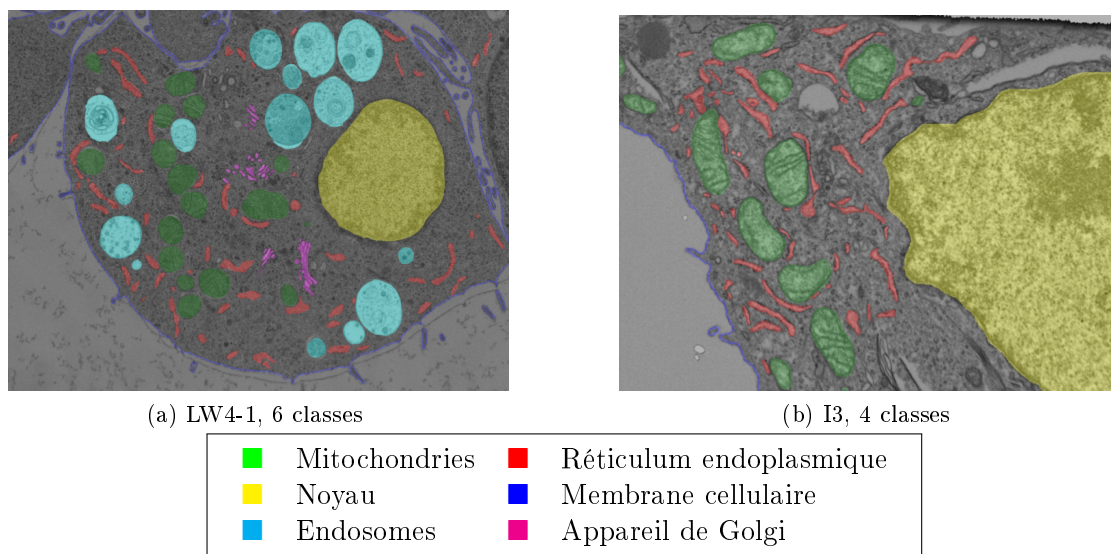 (a) LW4-1, 6 classes
(b) I3, 4 classes
Mitochondries
Réticulum endoplasmique
Noyau
Membrane cellulaire
Endosomes
Appareil de Golgi